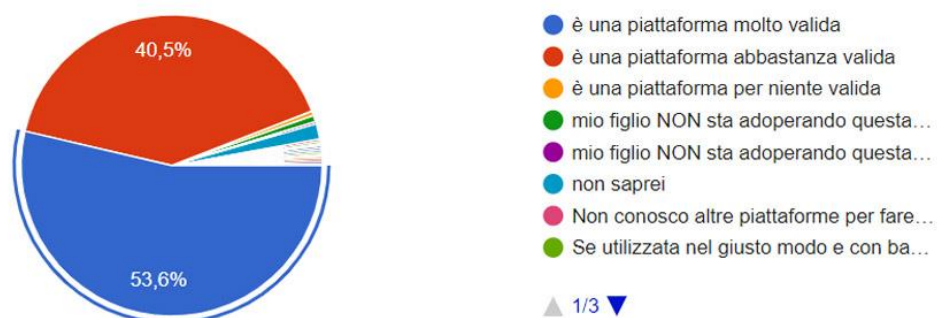 40,5%
53,6%
è una piattaforma molto valida
è una piattaforma abbastanza valida
è una piattaforma per niente valida
mio figlio NON sta adoperando questa…
mio figlio NON sta adoperando questa…
non saprei
Non conosco altre piattaforme per fare…
Se utilizzata nel giusto modo e con ba…
1/3